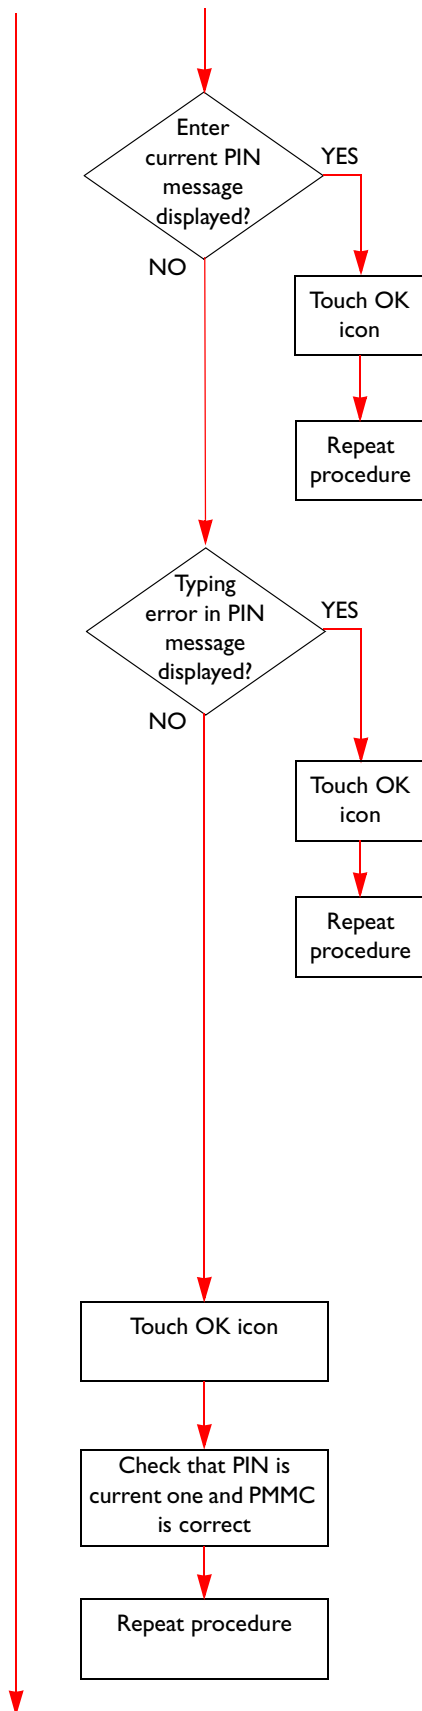 Enter
current PIN
message
displayed?
YES
NO
Touch OK
icon
Repeat
procedure
Typing
error in PIN
message
displayed?
YES
NO
Touch OK
icon
Repeat
procedure
Touch OK icon
Check that PIN is
current one and PMMC
is correct
Repeat procedure